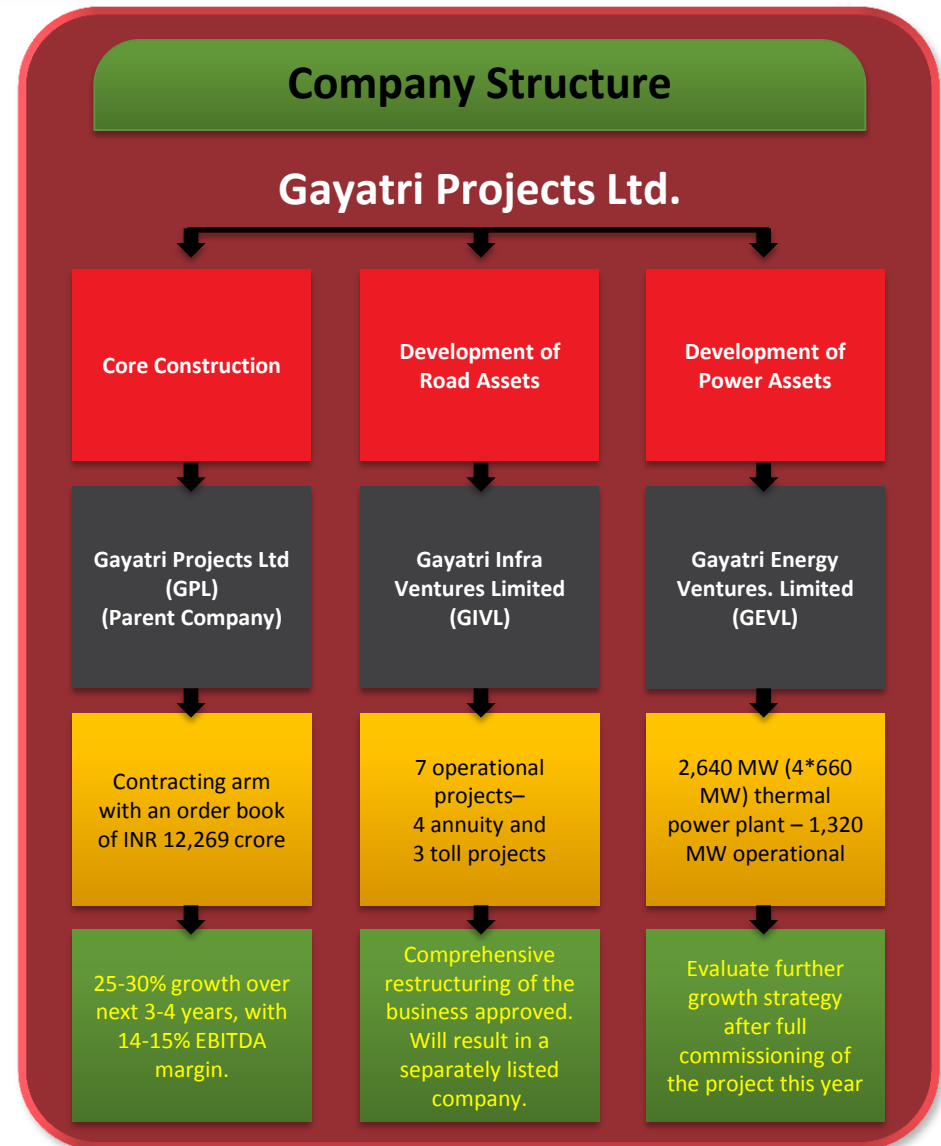 Company Structure
Gayatri Projects Ltd.
Core Construction
Development of
Road Assets
Development of
Power Assets
Gayatri Projects Ltd
(GPL)
(Parent Company)
Gayatri Infra
Ventures Limited
(GIVL)
Gayatri Energy
Ventures. Limited
(GEVL)
Contracting arm
with an order book
of INR 12,269 crore
7 operational
projects–
4 annuity and
3 toll projects
2,640 MW (4*660
MW) thermal
power plant – 1,320
MW operational
25-30% growth over
next 3-4 years, with
14-15% EBITDA
margin.
Comprehensive
restructuring of the
business approved.
Will result in a
separately listed
company.
Evaluate further
growth strategy
after full
commissioning of
the project this year